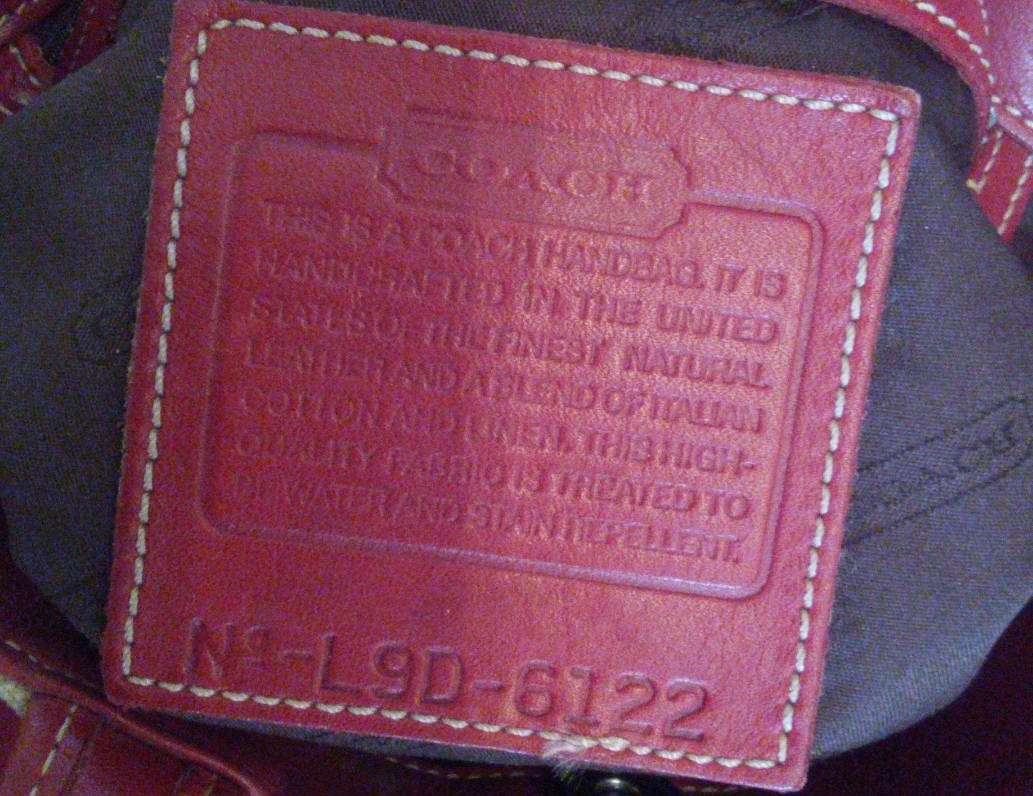 COACH
THIS IS A COACH HANDBAG. IT IS
HANDCRAFTED IN THE UNITED
STATES OF THE FINEST NATURAL
LEATHER AND A BLEND OF ITALIAN
COTTON AND LINEN. THIS HIGH-
QUALITY FABRIC IS TREATED TO
BE WATER AND STAIN REPELLENT.
Nº-L9D-6122
COACH